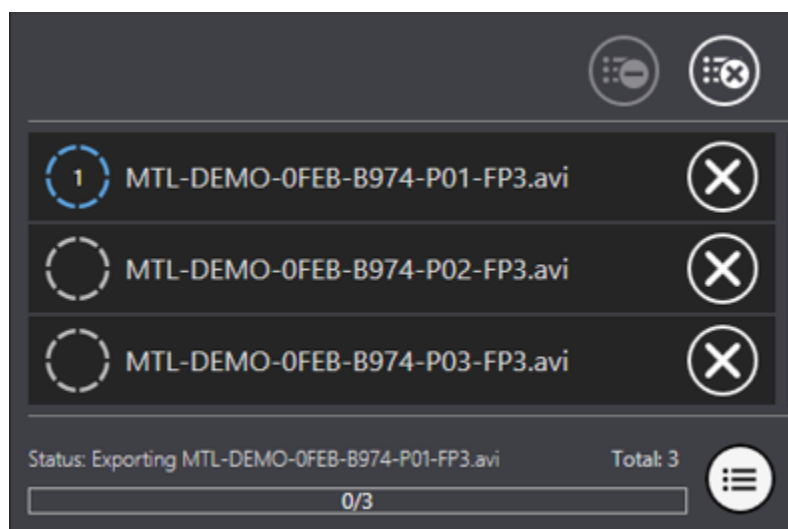 1 MTL-DEMO-0FEB-B974-P01-FP3.avi
MTL-DEMO-0FEB-B974-P02-FP3.avi
MTL-DEMO-0FEB-B974-P03-FP3.avi
Status: Exporting MTL-DEMO-0FEB-B974-P01-FP3.avi Total: 3
0/3